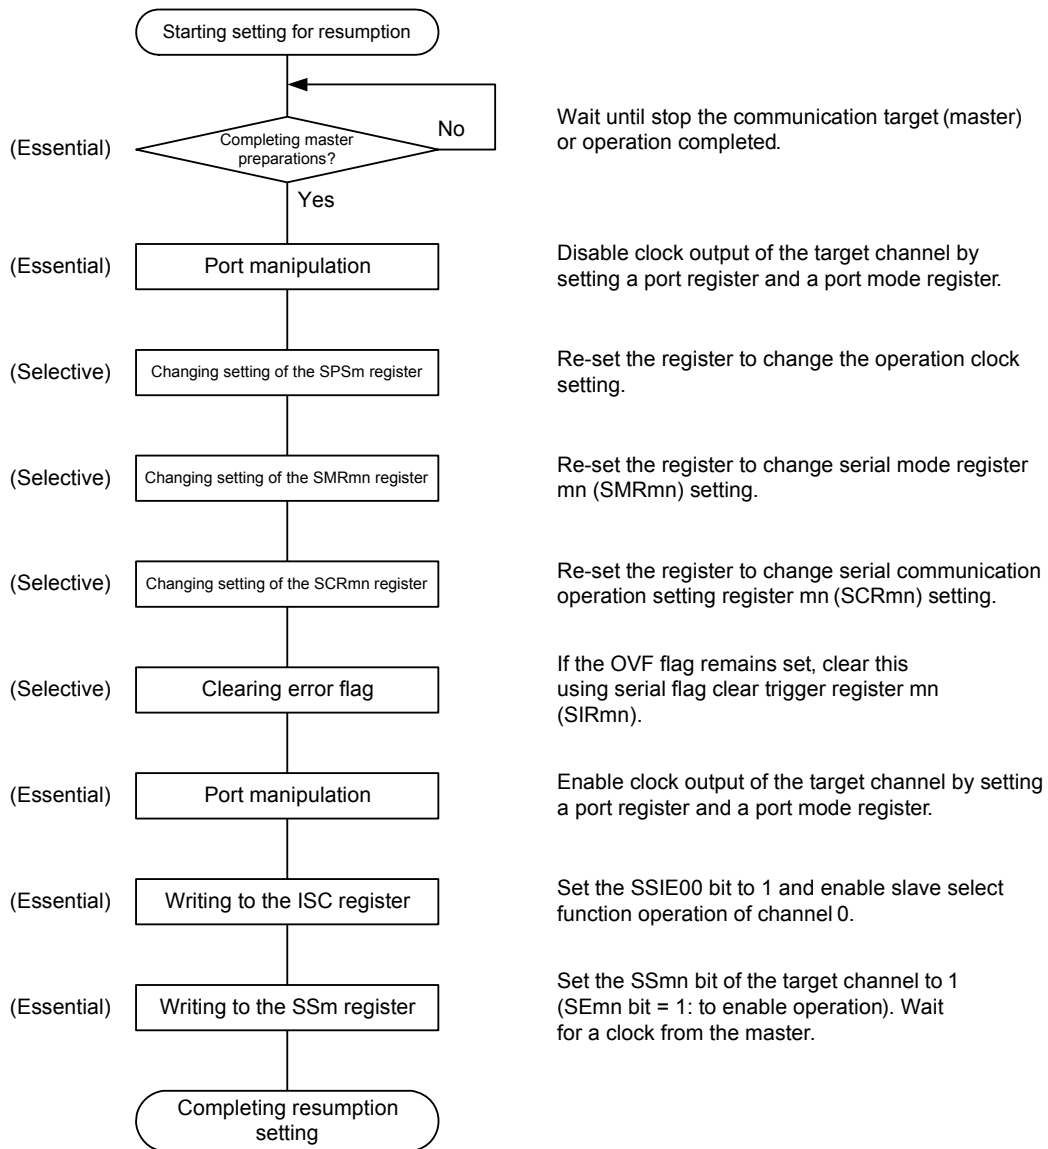 Starting setting for resumption
(Essential)
Completing master
preparations?
No
Wait until stop the communication target (master)
or operation completed.
Yes
(Essential)
Port manipulation
Disable clock output of the target channel by
setting a port register and a port mode register.
(Selective)
Changing setting of the SPSm register
Re-set the register to change the operation clock
setting.
(Selective)
Changing setting of the SMRmn register
Re-set the register to change serial mode register
mn (SMRmn) setting.
(Selective)
Changing setting of the SCRmn register
Re-set the register to change serial communication
operation setting register mn (SCRmn) setting.
(Selective)
Clearing error flag
If the OVF flag remains set, clear this
using serial flag clear trigger register mn
(SIRmn).
(Essential)
Port manipulation
Enable clock output of the target channel by setting
a port register and a port mode register.
(Essential)
Writing to the ISC register
Set the SSIE00 bit to 1 and enable slave select
function operation of channel 0.
(Essential)
Writing to the SSm register
Set the SSmn bit of the target channel to 1
(SEmn bit = 1: to enable operation). Wait
for a clock from the master.
Completing resumption
setting